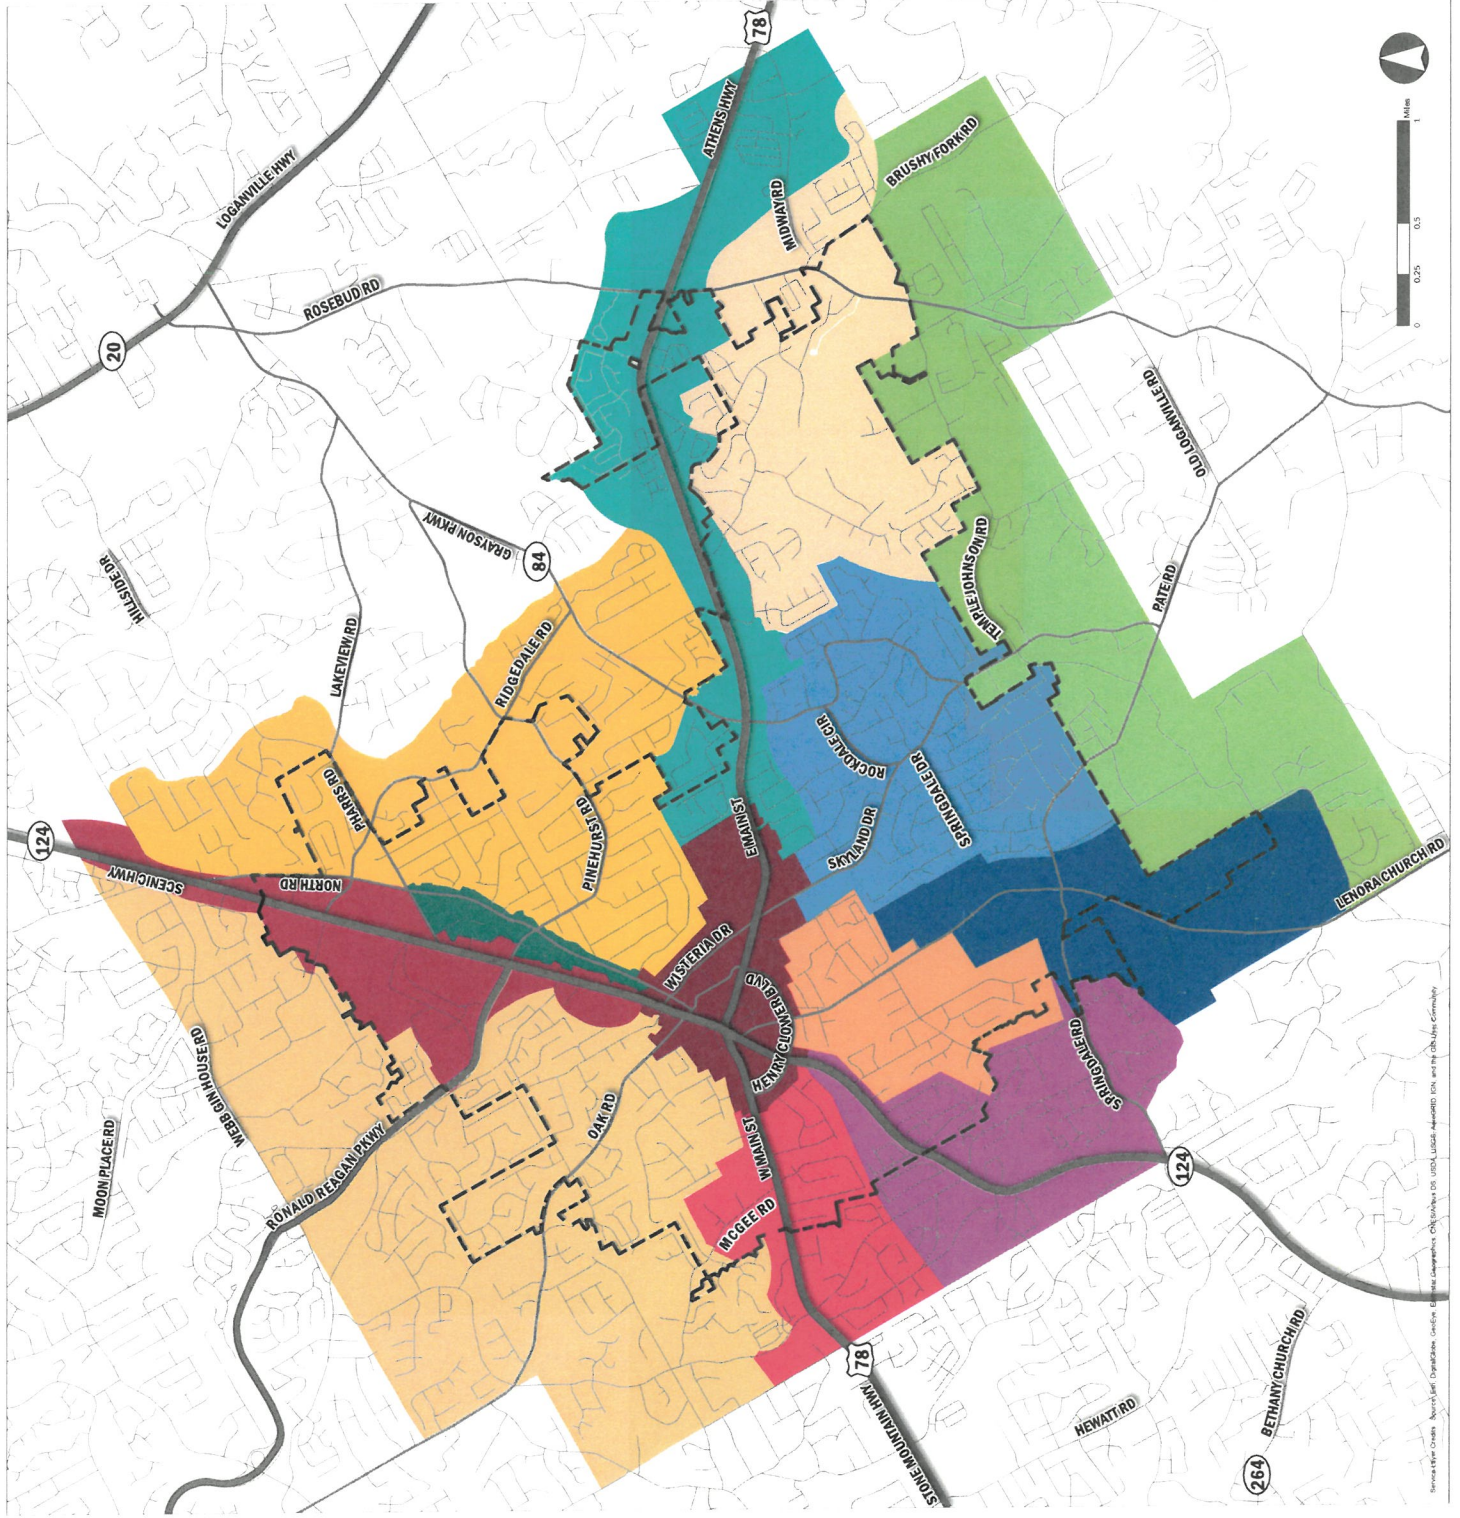 78
ATHENS HWY
BRUSHY FORK RD
LOGANVILLE HWY
MIDWAY RD
ROSEBUD RD
20
Miles
1
0.5
0.25
0
OLD LOGANVILLE RD
GRAYSON PKWY
84
HILLSIDE DR
TEMPLE JOHNSON RD
PATE RD
LAKEVIEW RD
RIDGEDALE RD
ROCKDALE CIR
SPRINGDALE DR
PHARRS RD
PINEHURST RD
E MAIN ST
SKYLAND DR
124
SCENIC HWY
NORTH RD
LENORA CHURCH RD
WISTERIA DR
HENRY CLOWER BLVD
WEBB GIN HOUSE RD
OAK RD
SPRINGDALE RD
MOON PLACE RD
RONALD REAGAN PKWY
W MAIN ST
124
MCGEE RD
78
STONE MOUNTAIN HWY
HEWATT RD
BETHANY CHURCH RD
264